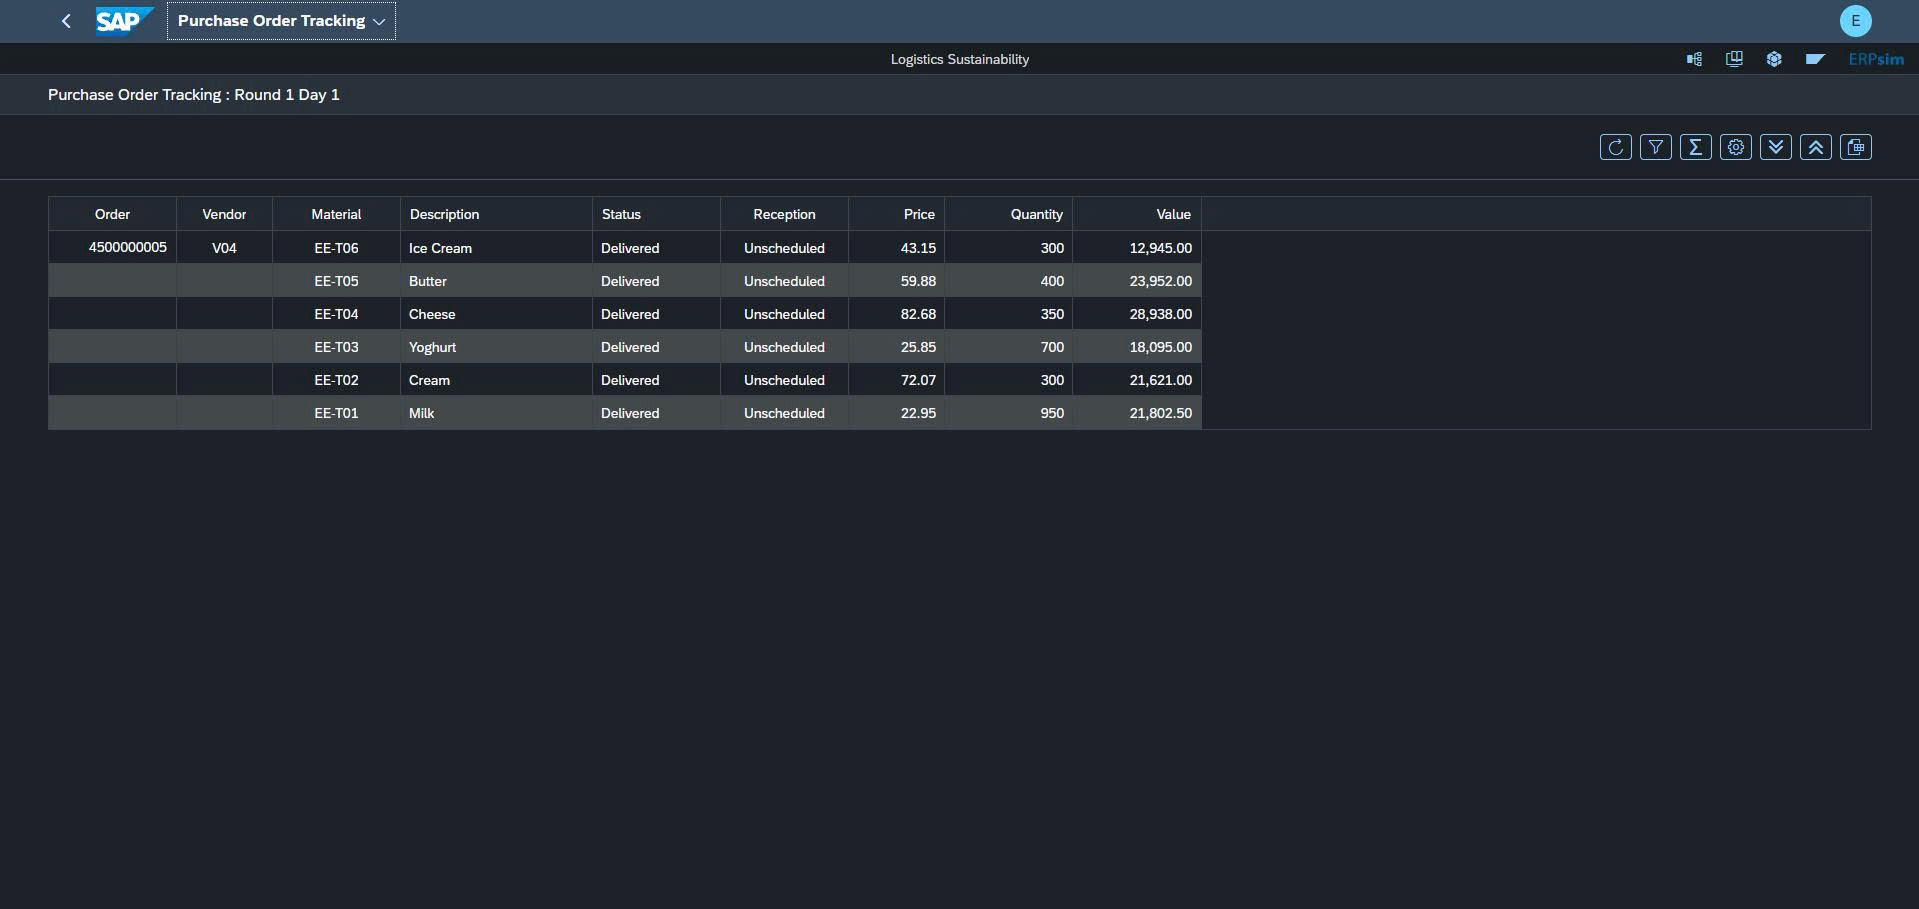 SAP Purchase Order Tracking E
Logistics Sustainability ERPsim
Purchase Order Tracking : Round 1 Day 1
Order Vendor Material Description Status Reception Price Quantity Value
4500000005 V04 EE-T06 Ice Cream Delivered Unscheduled 43.15 300 12,945.00
EE-T05 Butter Delivered Unscheduled 59.88 400 23,952.00
EE-T04 Cheese Delivered Unscheduled 82.68 350 28,938.00
EE-T03 Yoghurt Delivered Unscheduled 25.85 700 18,095.00
EE-T02 Cream Delivered Unscheduled 72.07 300 21,621.00
EE-T01 Milk Delivered Unscheduled 22.95 950 21,802.50